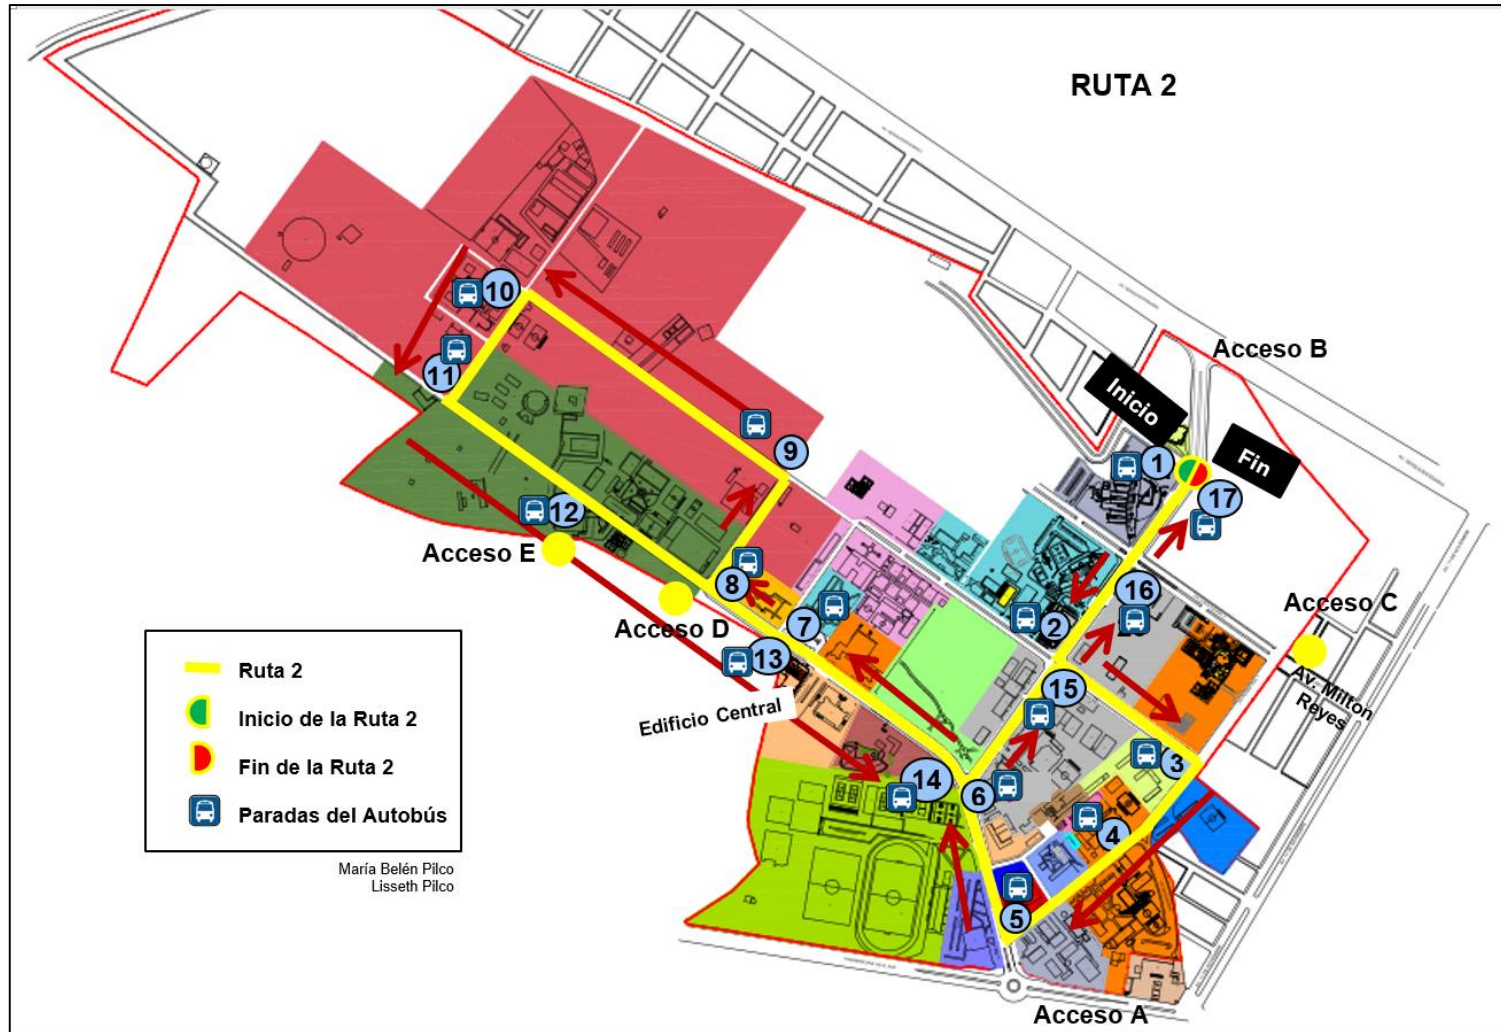 RUTA 2
Acceso B
Inicio
Fin
1
17
10
11
9
12
Acceso E
8
7
2
16
Acceso C
Acceso D
13
15
Av. Milton
Reyes
Edificio Central
3
14
6
4
5
Acceso A
Ruta 2
Inicio de la Ruta 2
Fin de la Ruta 2
Paradas del Autobús
María Belén Pilco
Lisseth Pilco